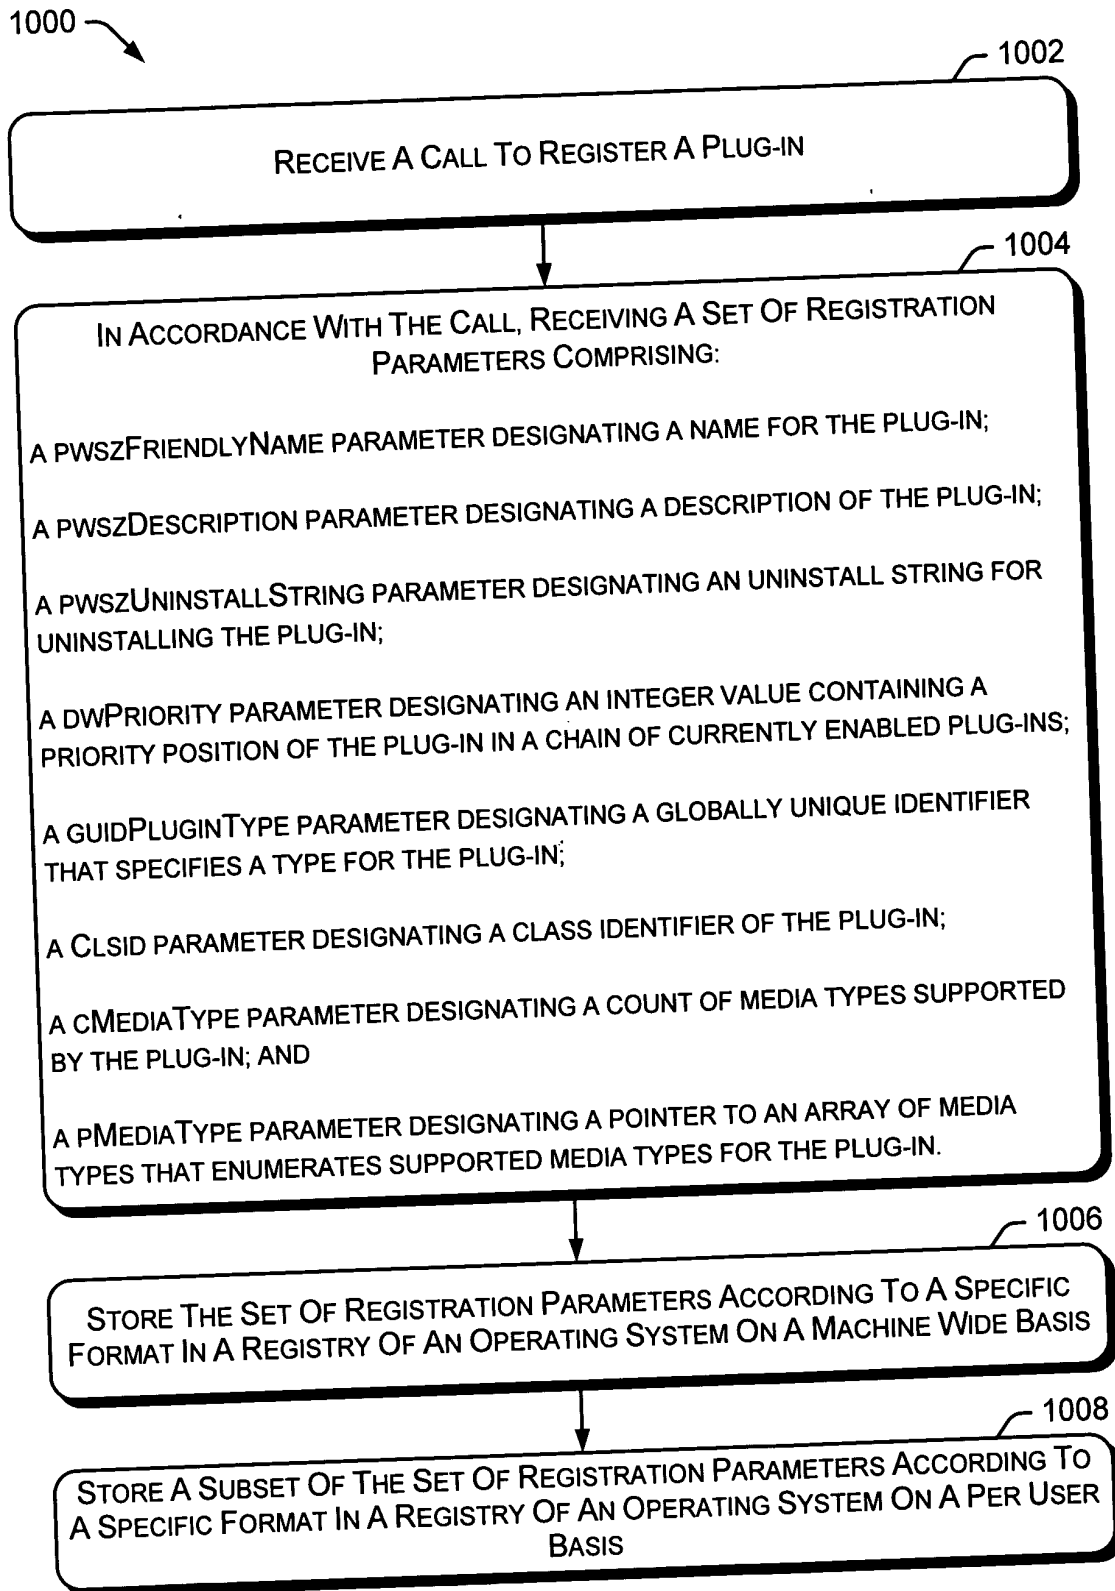 1000
1002
RECEIVE A CALL TO REGISTER A PLUG-IN
1004
IN ACCORDANCE WITH THE CALL, RECEIVING A SET OF REGISTRATION
PARAMETERS COMPRISING:
A PWSZFRIENDLYNAME PARAMETER DESIGNATING A NAME FOR THE PLUG-IN;
A PWSZDESCRIPTION PARAMETER DESIGNATING A DESCRIPTION OF THE PLUG-IN;
A PWSZUNINSTALLSTRING PARAMETER DESIGNATING AN UNINSTALL STRING FOR
UNINSTALLING THE PLUG-IN;
A DWPRIORITY PARAMETER DESIGNATING AN INTEGER VALUE CONTAINING A
PRIORITY POSITION OF THE PLUG-IN IN A CHAIN OF CURRENTLY ENABLED PLUG-INS;
A GUIDPLUGINTYPE PARAMETER DESIGNATING A GLOBALLY UNIQUE IDENTIFIER
THAT SPECIFIES A TYPE FOR THE PLUG-IN;
A CLSID PARAMETER DESIGNATING A CLASS IDENTIFIER OF THE PLUG-IN;
A CMEDIATYPE PARAMETER DESIGNATING A COUNT OF MEDIA TYPES SUPPORTED
BY THE PLUG-IN; AND
A PMEDIATYPE PARAMETER DESIGNATING A POINTER TO AN ARRAY OF MEDIA
TYPES THAT ENUMERATES SUPPORTED MEDIA TYPES FOR THE PLUG-IN.
1006
STORE THE SET OF REGISTRATION PARAMETERS ACCORDING TO A SPECIFIC
FORMAT IN A REGISTRY OF AN OPERATING SYSTEM ON A MACHINE WIDE BASIS
1008
STORE A SUBSET OF THE SET OF REGISTRATION PARAMETERS ACCORDING TO
A SPECIFIC FORMAT IN A REGISTRY OF AN OPERATING SYSTEM ON A PER USER
BASIS